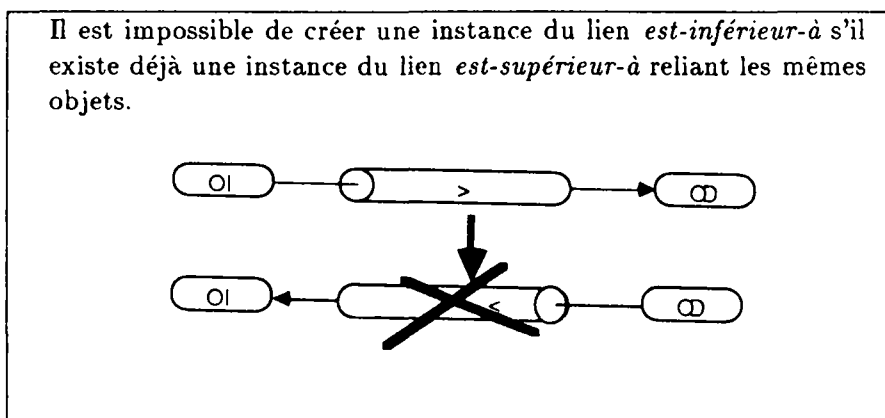 Il est impossible de créer une instance du lien est-inférieur-à s'il
existe déjà une instance du lien est-supérieur-à reliant les mêmes
objets.
OI > OD
OI < OD